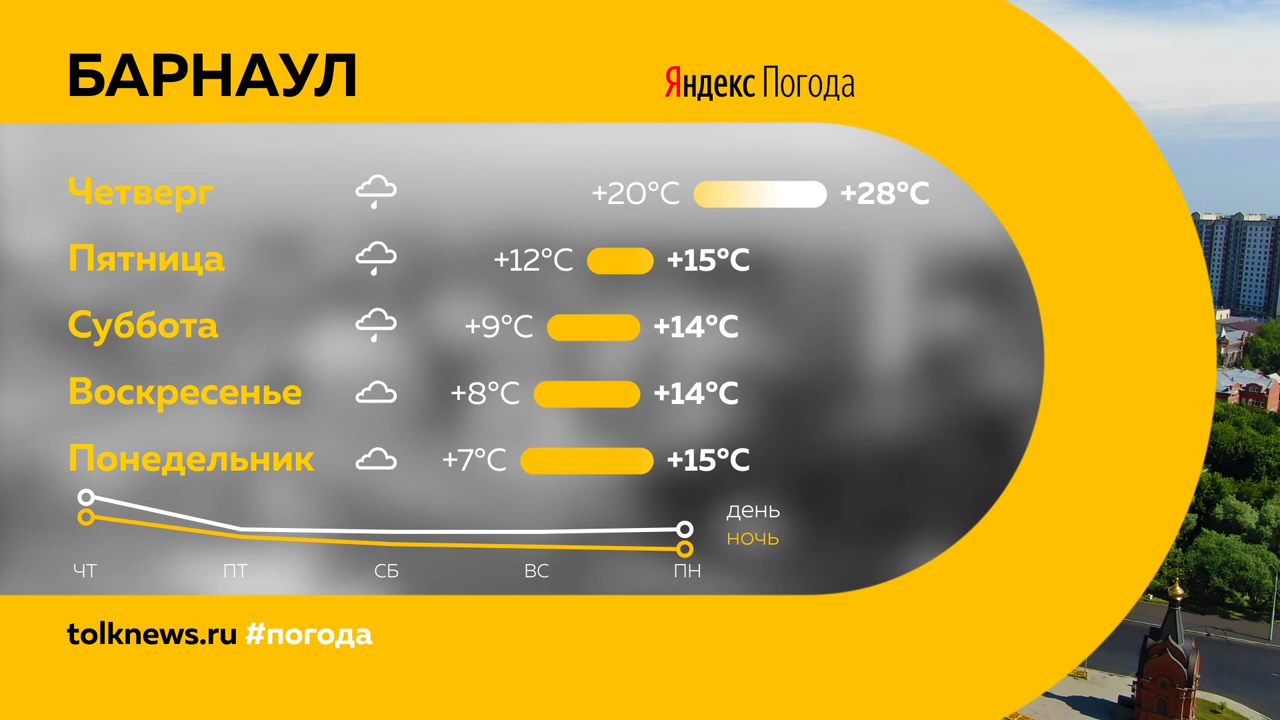 БАРНАУЛ
Яндекс Погода
Четверг +20°C +28°C
Пятница +12°C +15°C
Суббота +9°C +14°C
Воскресенье +8°C +14°C
Понедельник +7°C +15°C
день
ночь
ЧТ ПТ СБ ВС ПН
tolknews.ru #погода